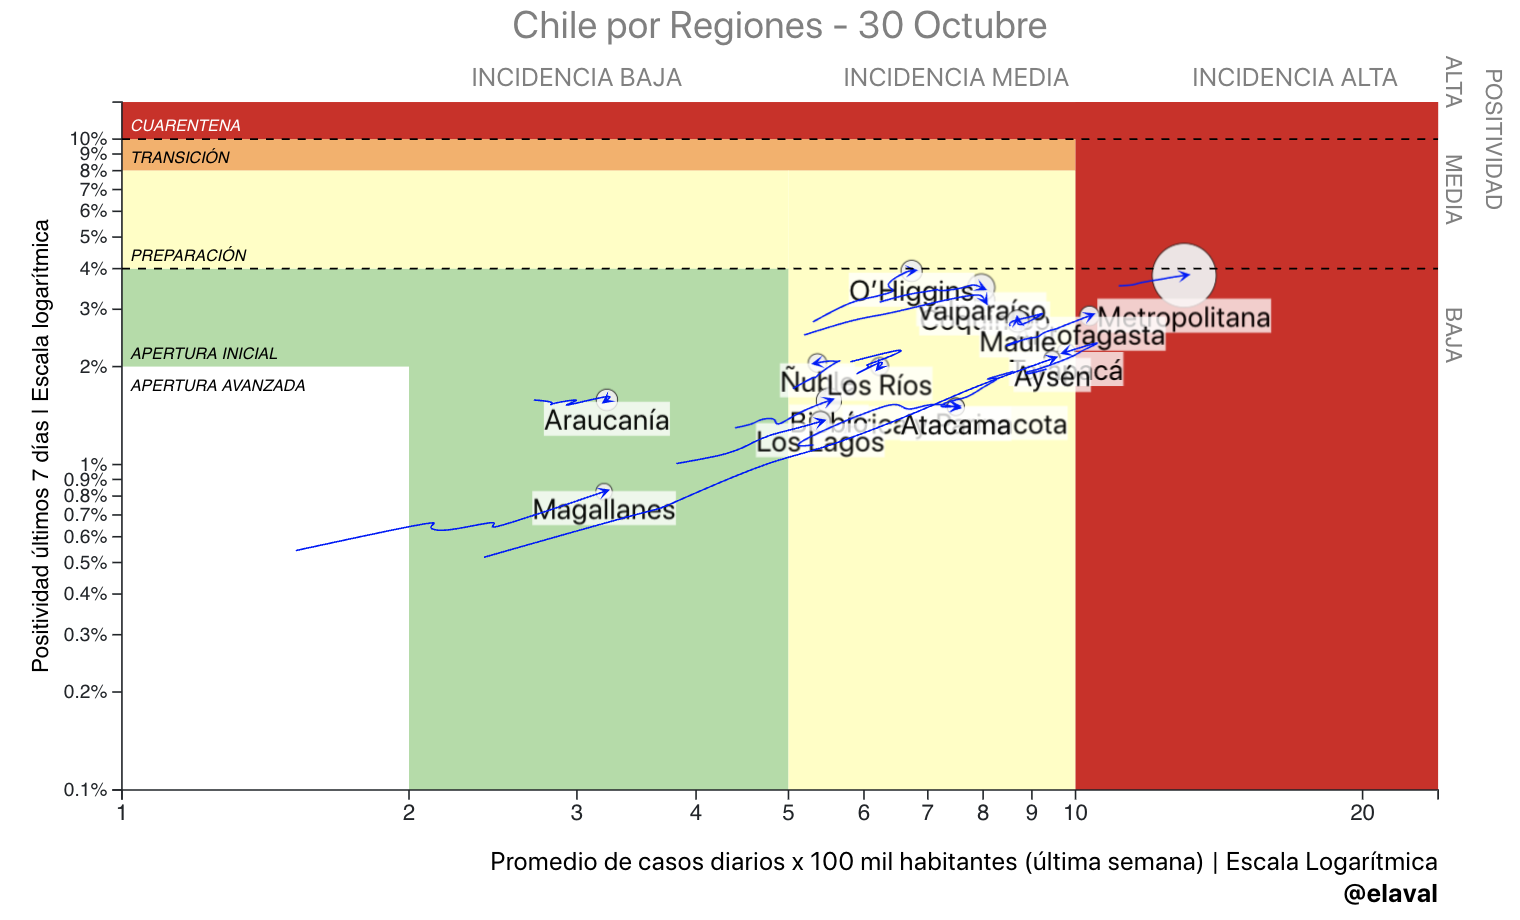 Chile por Regiones - 30 Octubre
INCIDENCIA BAJA
INCIDENCIA MEDIA
INCIDENCIA ALTA
ALTA
MEDIA
BAJA
POSITIVIDAD
CUARENTENA
TRANSICIÓN
PREPARACIÓN
APERTURA INICIAL
APERTURA AVANZADA
Positividad últimos 7 días I Escala logarítmica
10%
9%
8%
7%
6%
5%
4%
3%
2%
1%
0.9%
0.8%
0.7%
0.6%
0.5%
0.4%
0.3%
0.2%
0.1%
O'Higgins
Valparaíso
Metropolitana
Maule
Aysén
Los Ríos
Araucanía
Atacama
Los Lagos
Magallanes
1
2
3
4
5
6
7
8
9
10
20
Promedio de casos diarios x 100 mil habitantes (última semana) | Escala Logarítmica
@elaval